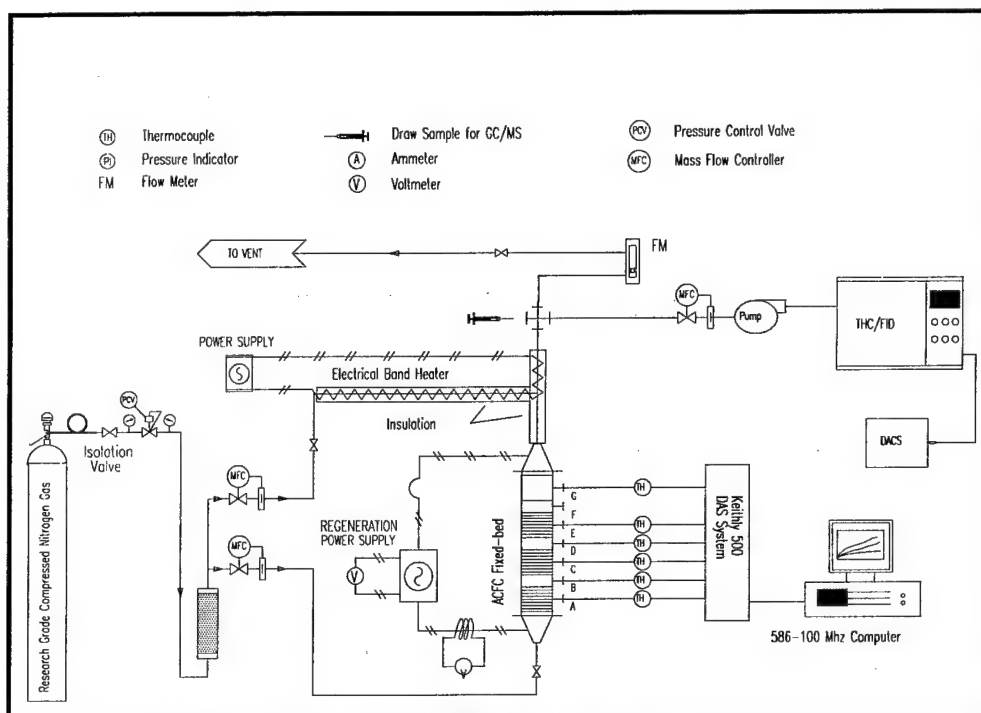 TH Thermocouple
PI Pressure Indicator
FM Flow Meter
Draw Sample for GC/MS
A Ammeter
V Voltmeter
PCV Pressure Control Valve
MFC Mass Flow Controller
TO VENT
FM
MFC
Pump
THC/FID
POWER SUPPLY
S
Electrical Band Heater
Insulation
PCV
Isolation
Valve
DACS
Research Grade Compressed Nitrogen Gas
MFC
MFC
REGENERATION
POWER SUPPLY
V
V
ACFC Fixed-bed
G
F
E
D
C
B
A
TH
TH
TH
TH
TH
TH
Keithly 500
DAS System
586-100 Mhz Computer